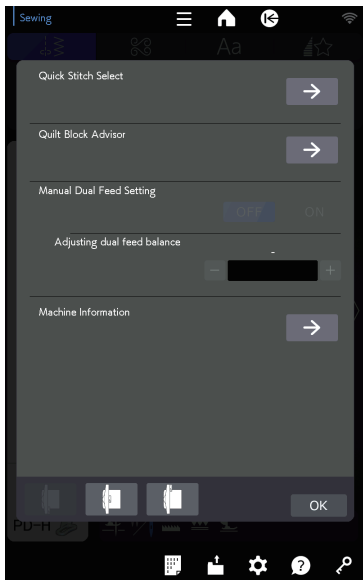 Sewing
Aa
Quick Stitch Select
Quilt Block Advisor
Manual Dual Feed Setting
OFF ON
Adjusting dual feed balance
-
− +
Machine Information
OK
PD-H
?